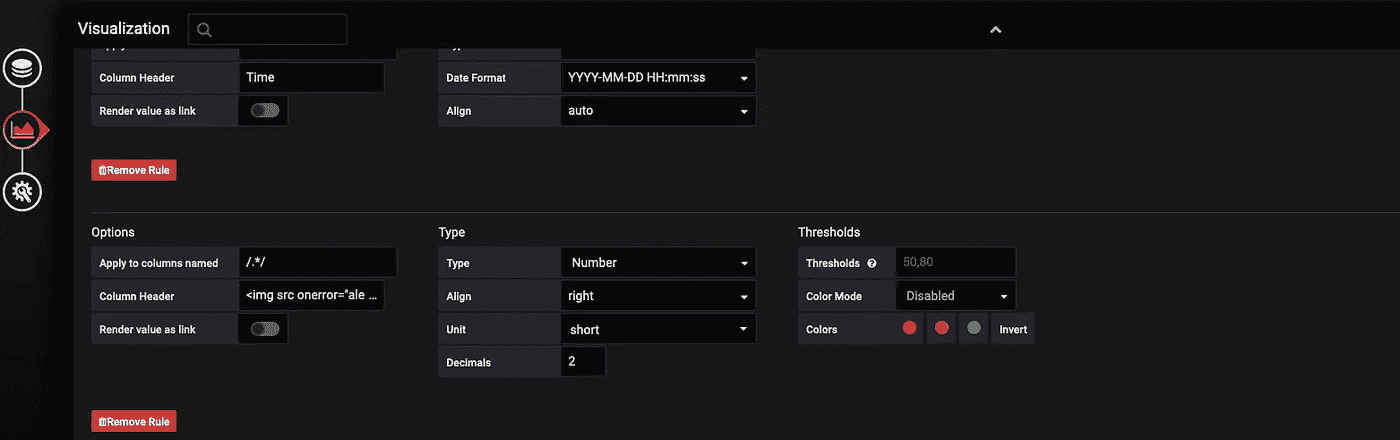 Visualization
Column Header Time Date Format YYYY-MM-DD HH:mm:ss
Render value as link Align auto
Remove Rule
Options Type Thresholds
Apply to columns named /.*/ Type Number Thresholds 50,80
Column Header <img src onerror="ale ... Align right Color Mode Disabled
Render value as link Unit short Colors Invert
Decimals 2
Remove Rule